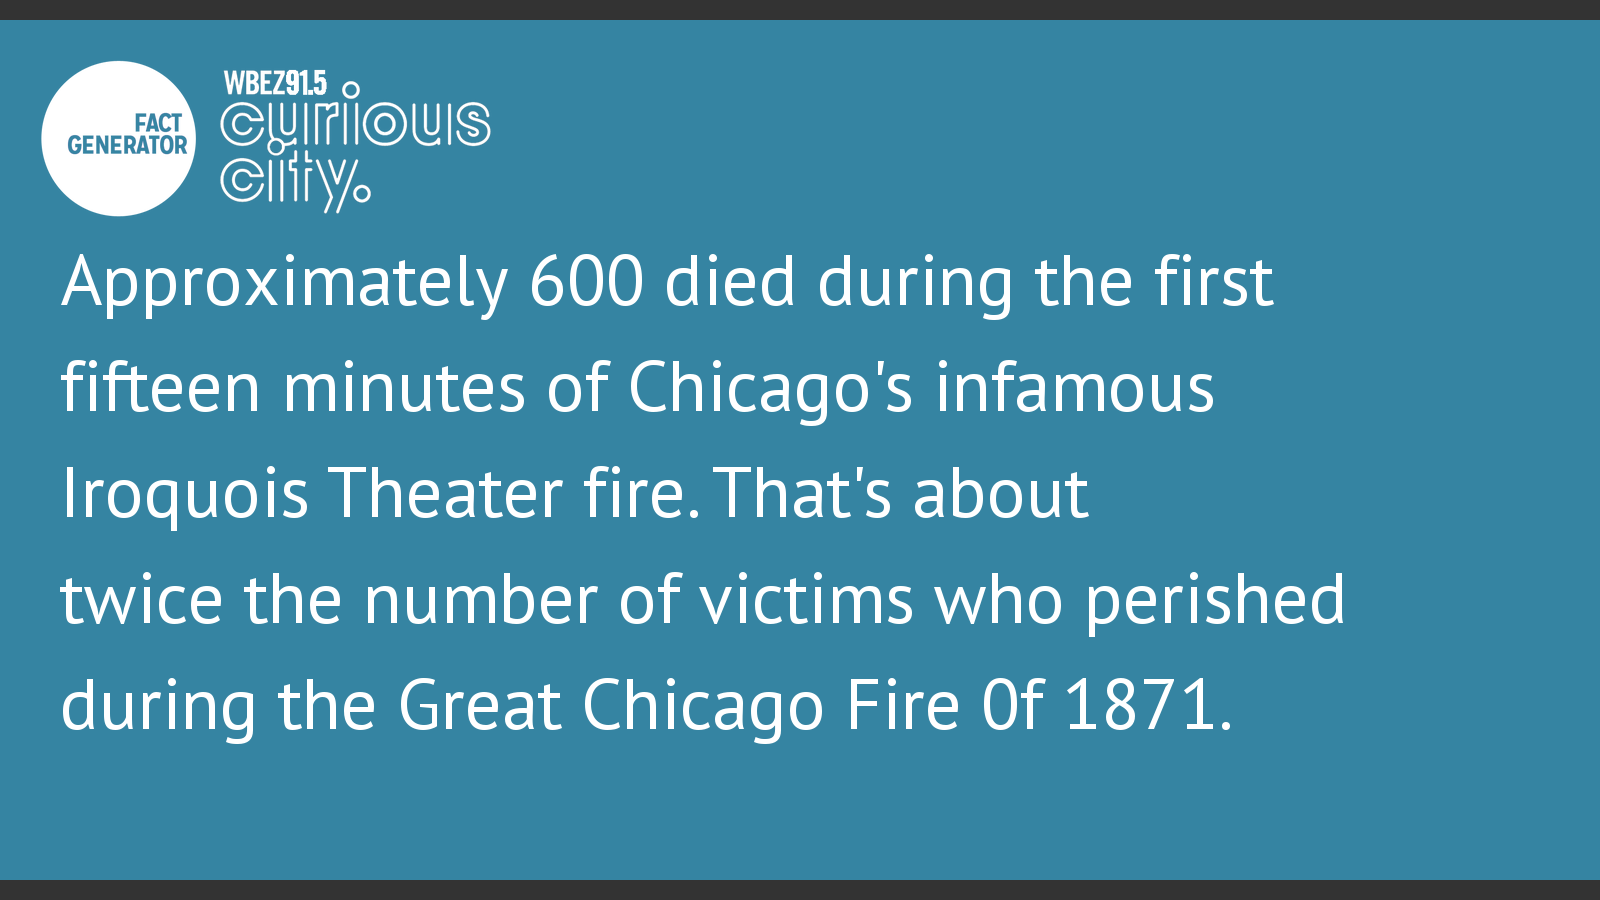 FACT
GENERATOR
WBEZ91.5
curious
city.
Approximately 600 died during the first
fifteen minutes of Chicago's infamous
Iroquois Theater fire. That's about
twice the number of victims who perished
during the Great Chicago Fire 0f 1871.